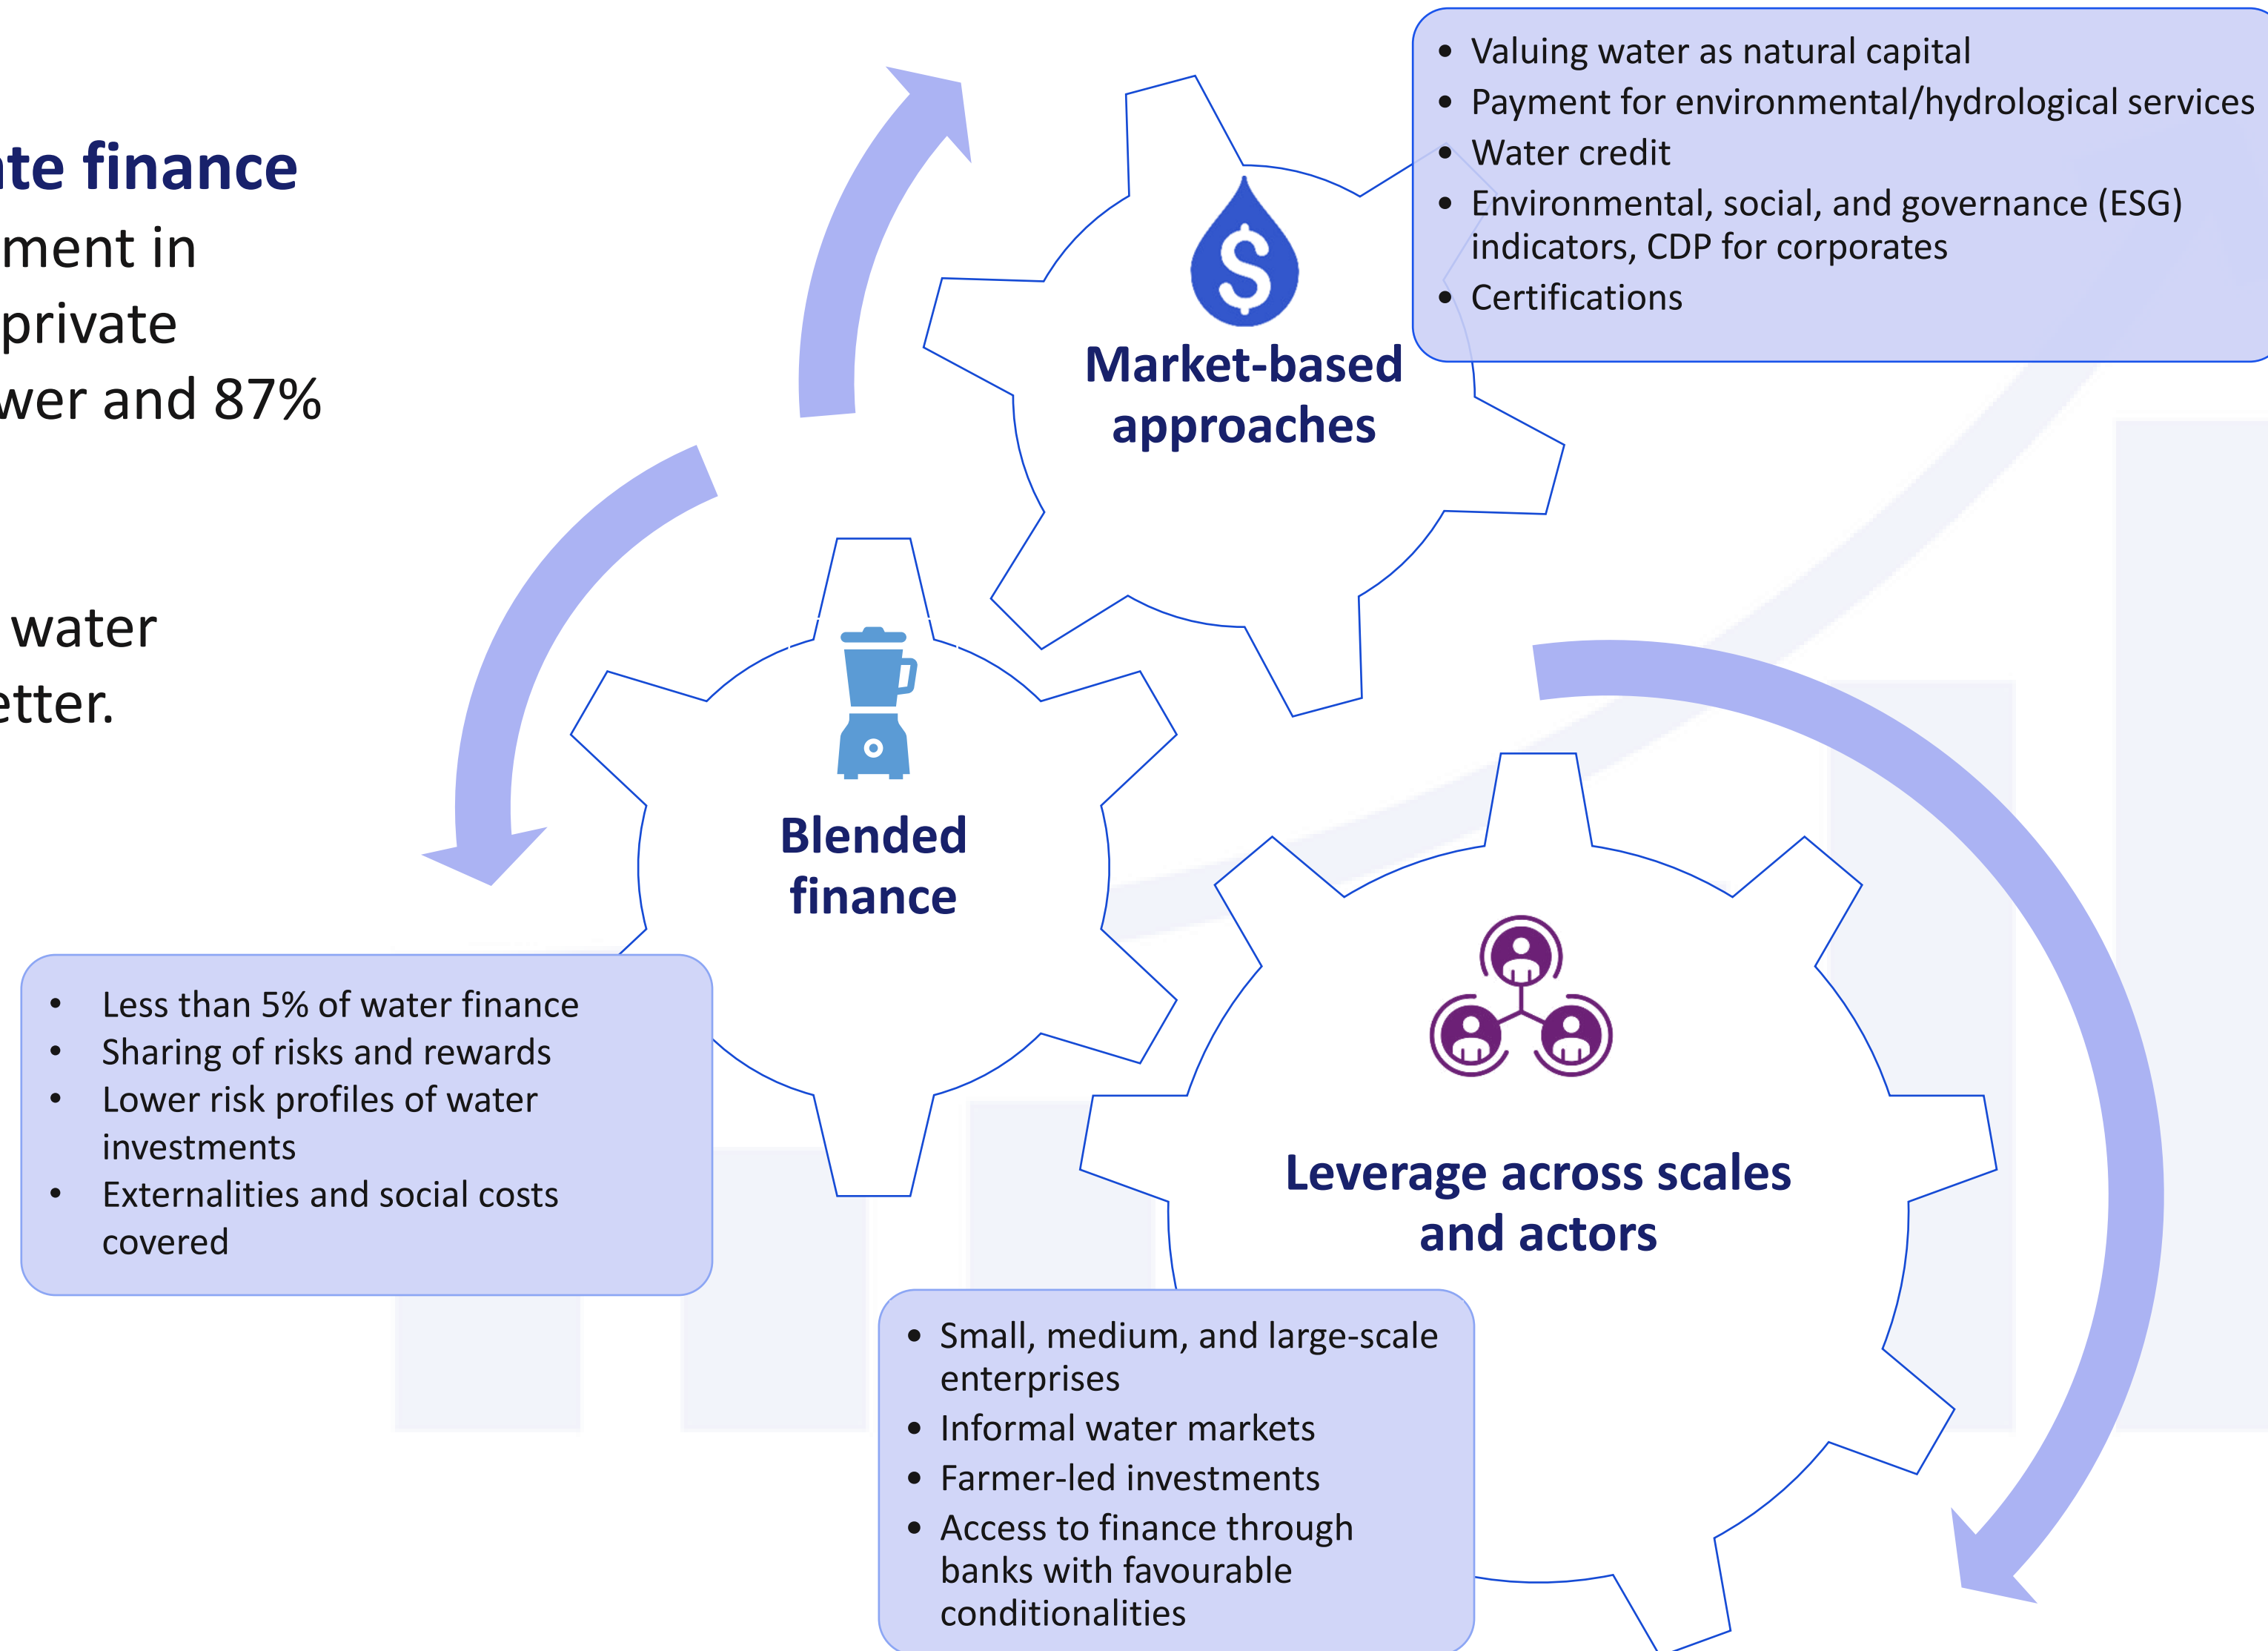 te finance
ment in
private
wer and 87%
water
etter.
• Valuing water as natural capital
• Payment for environmental/hydrological services
• Water credit
• Environmental, social, and governance (ESG)
indicators, CDP for corporates
• Certifications
$
Market-based
approaches
Blended
finance
• Less than 5% of water finance
• Sharing of risks and rewards
• Lower risk profiles of water
investments
• Externalities and social costs
covered
Leverage across scales
and actors
• Small, medium, and large-scale
enterprises
• Informal water markets
• Farmer-led investments
• Access to finance through
banks with favourable
conditionalities